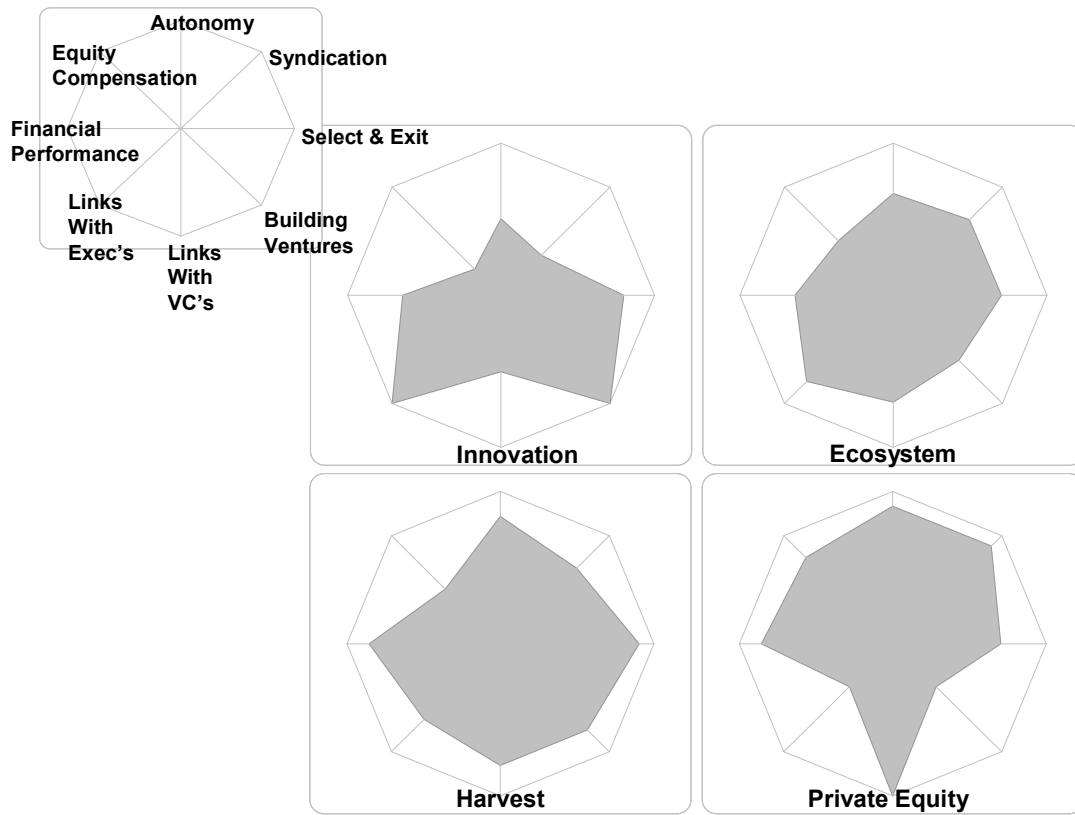 Autonomy
Equity
Compensation
Syndication
Financial
Performance
Select & Exit
Links
With
Exec's
Building
Ventures
Links
With
VC's
Innovation
Ecosystem
Harvest
Private Equity